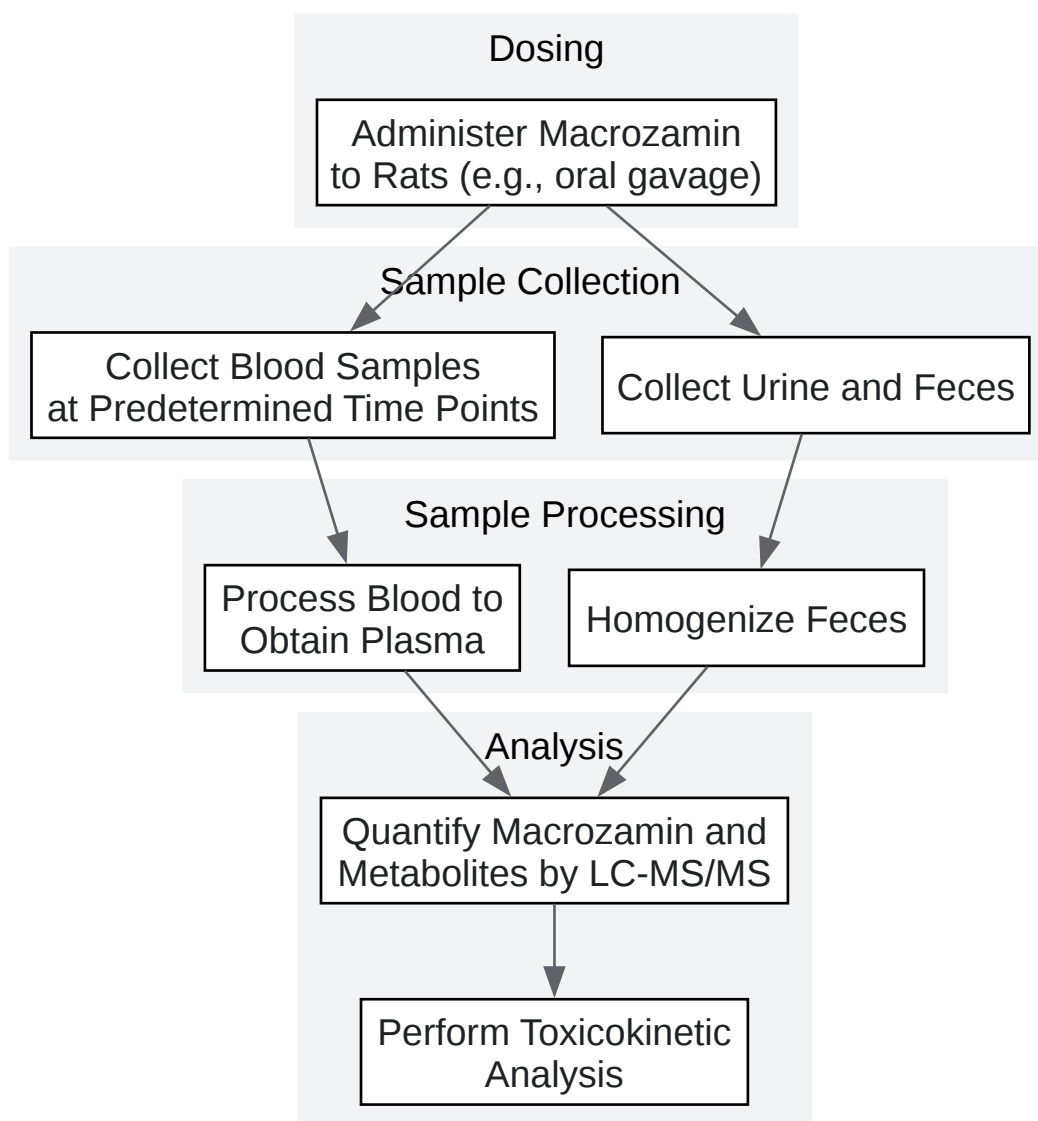 Dosing
Administer Macrozamin
to Rats (e.g., oral gavage)
Sample Collection
Collect Blood Samples
at Predetermined Time Points
Collect Urine and Feces
Sample Processing
Process Blood to
Obtain Plasma
Homogenize Feces
Analysis
Quantify Macrozamin and
Metabolites by LC-MS/MS
Perform Toxicokinetic
Analysis